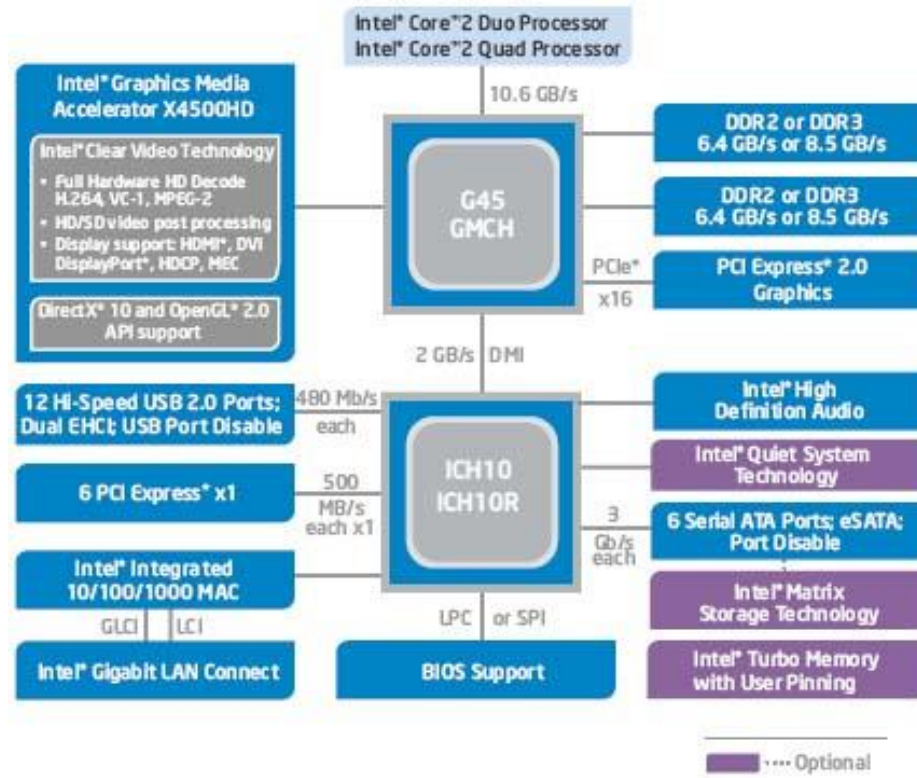 Intel® Core™2 Duo Processor
Intel® Core™2 Quad Processor
10.6 GB/s
Intel® Graphics Media
Accelerator X4500HD
Intel® Clear Video Technology
• Full Hardware HD Decode
H.264, VC-1, MPEG-2
• HD/SD video post processing
• Display support: HDMI*, DVI
DisplayPort*, HDCP, MEC
DirectX* 10 and OpenGL* 2.0
API support
G45
GMCH
DDR2 or DDR3
6.4 GB/s or 8.5 GB/s
DDR2 or DDR3
6.4 GB/s or 8.5 GB/s
PCIe*
x16
PCI Express* 2.0
Graphics
2 GB/s DMI
12 Hi-Speed USB 2.0 Ports;
Dual EHCI; USB Port Disable
480 Mb/s
each
6 PCI Express* x1
500
MB/s
each x1
Intel® Integrated
10/100/1000 MAC
GLCI LCI
Intel® Gigabit LAN Connect
ICH10
ICH10R
Intel® High
Definition Audio
Intel® Quiet System
Technology
3
Gb/s
each
6 Serial ATA Ports; eSATA;
Port Disable
Intel® Matrix
Storage Technology
Intel® Turbo Memory
with User Pinning
LPC or SPI
BIOS Support
Optional